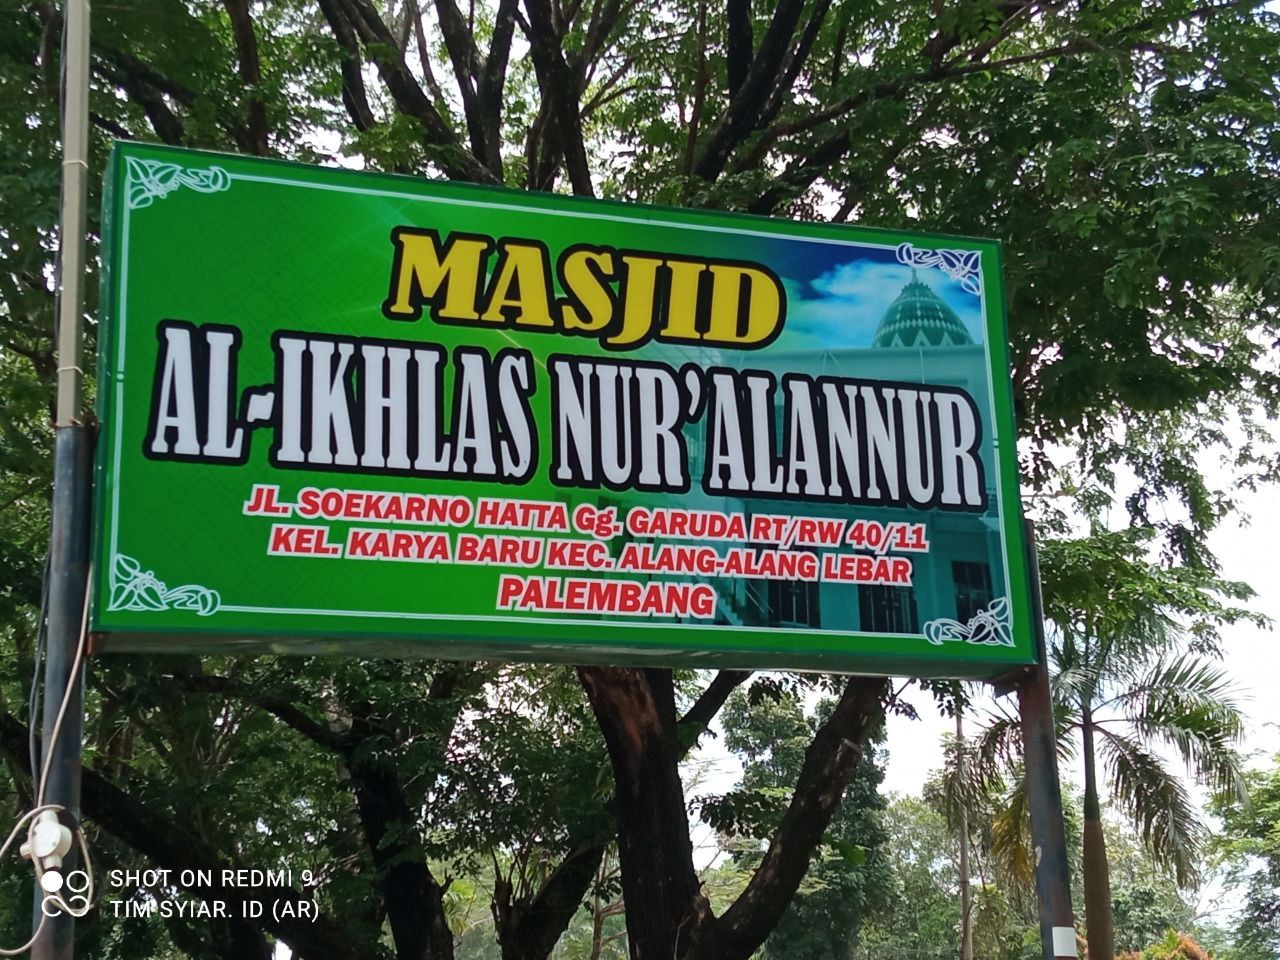 MASJID
AL-IKHLAS NUR'ALANNUR
JL. SOEKARNO HATTA Gg. GARUDA RT/RW 40/11
KEL. KARYA BARU KEC. ALANG-ALANG LEBAR
PALEMBANG
SHOT ON REDMI 9
TIM SYIAR. ID (AR)